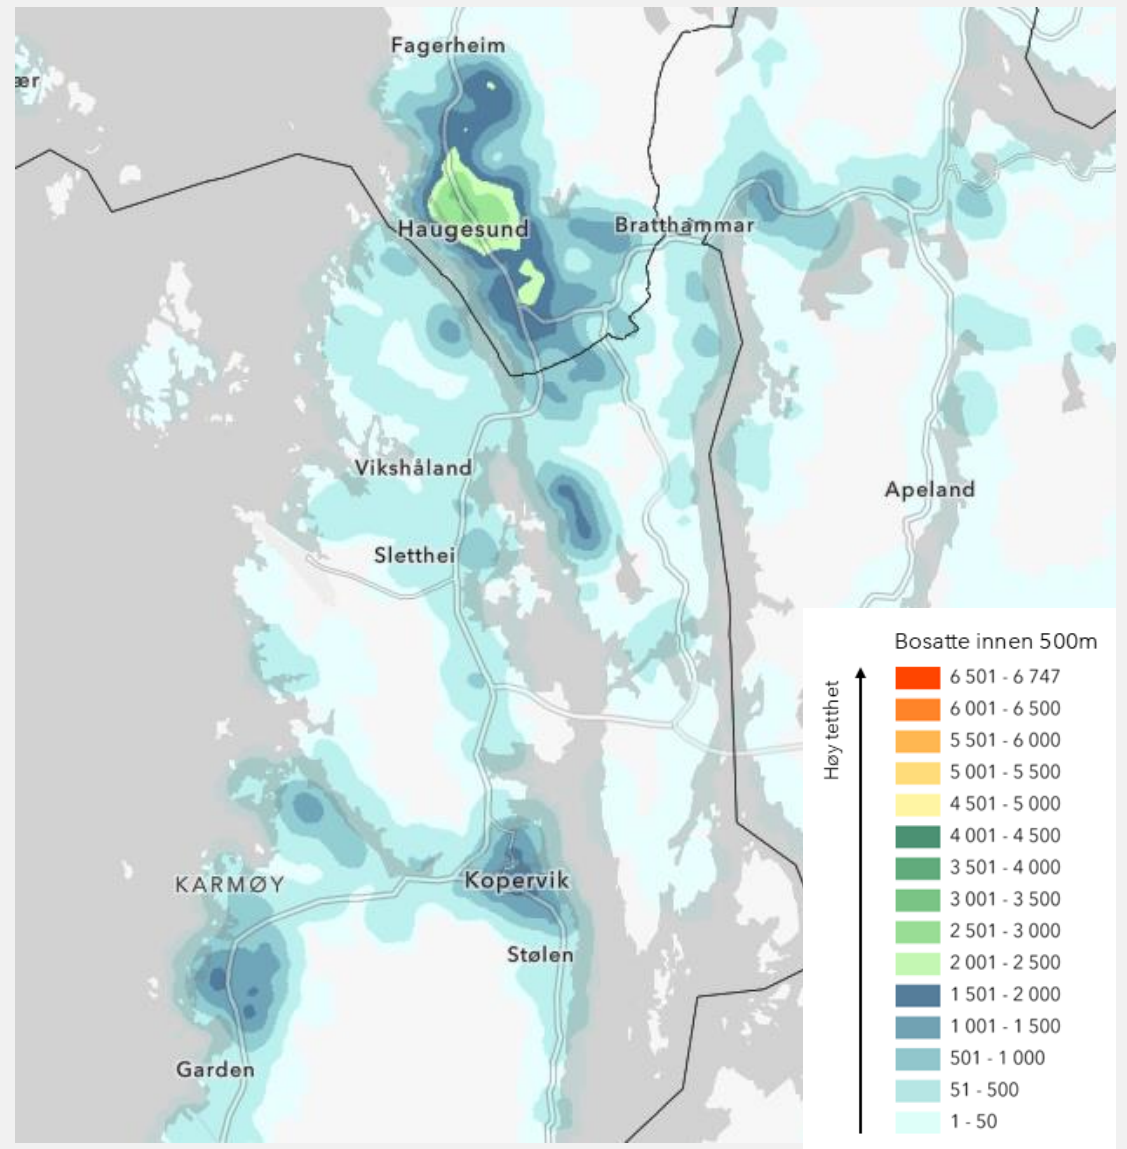 Fagerheim
ær
Haugesund
Bratthammar
Vikshåland
Apeland
Sletthei
KARMØY
Kopervik
Stølen
Garden
Bosatte innen 500m
Høy tetthet
6 501 - 6 747
6 001 - 6 500
5 501 - 6 000
5 001 - 5 500
4 501 - 5 000
4 001 - 4 500
3 501 - 4 000
3 001 - 3 500
2 501 - 3 000
2 001 - 2 500
1 501 - 2 000
1 001 - 1 500
501 - 1 000
51 - 500
1 - 50